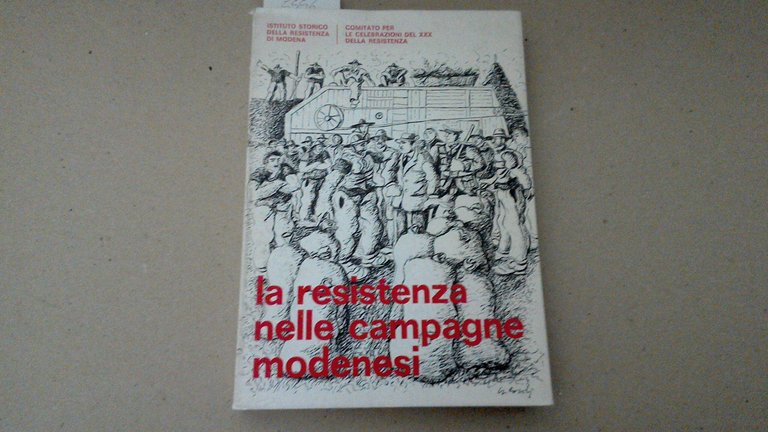 ISTITUTO STORICO
DELLA RESISTENZA
DI MODENA
COMITATO PER
LE CELEBRAZIONI DEL XXX
DELLA RESISTENZA
la resistenza
nelle campagne
modenesi